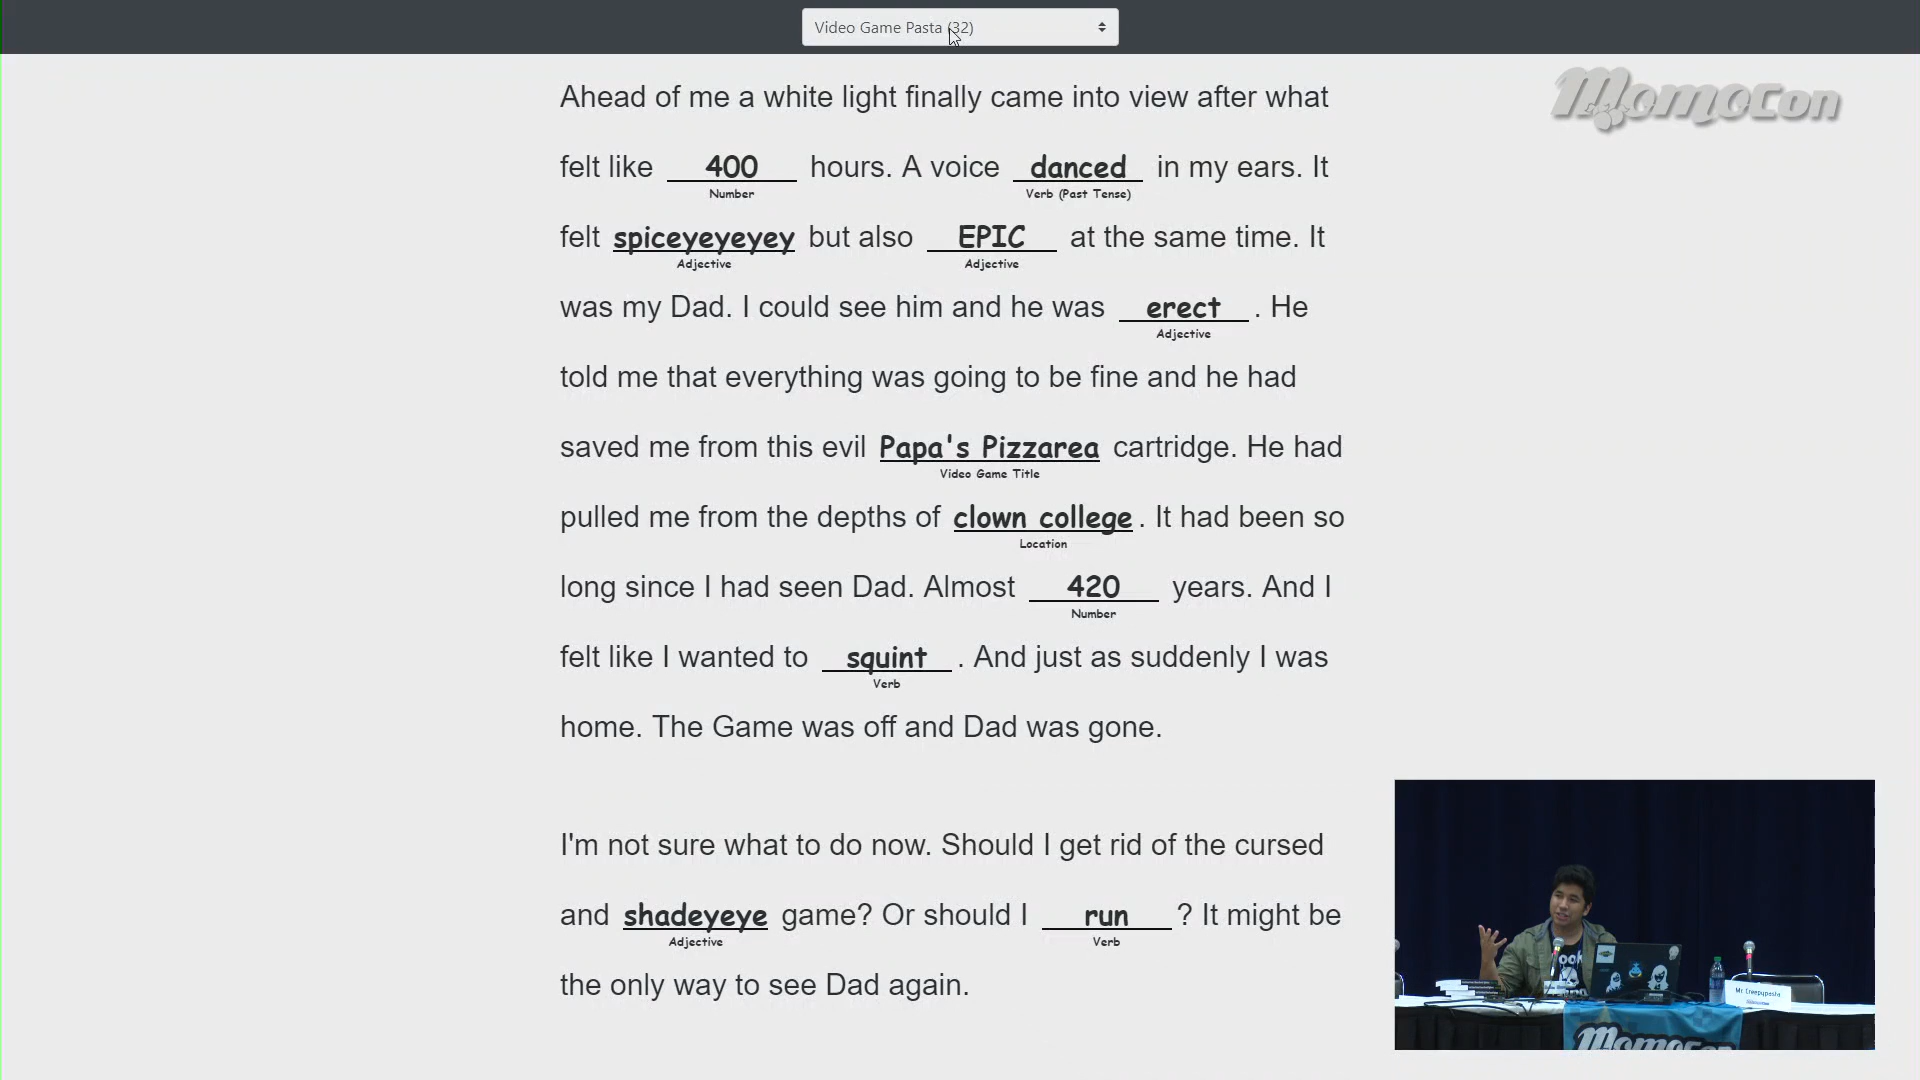 Video Game Pasta (32)
MomoCon
Ahead of me a white light finally came into view after what
felt like 400 hours. A voice danced in my ears. It
Number Verb (Past Tense)
felt spiceyeyeyey but also EPIC at the same time. It
Adjective Adjective
was my Dad. I could see him and he was erect . He
Adjective
told me that everything was going to be fine and he had
saved me from this evil Papa's Pizzarea cartridge. He had
Video Game Title
pulled me from the depths of clown college . It had been so
Location
long since I had seen Dad. Almost 420 years. And I
Number
felt like I wanted to squint . And just as suddenly I was
Verb
home. The Game was off and Dad was gone.
I'm not sure what to do now. Should I get rid of the cursed
and shadeyeye game? Or should I run ? It might be
Adjective Verb
the only way to see Dad again.
Mr. Creepypasta
MomoCon